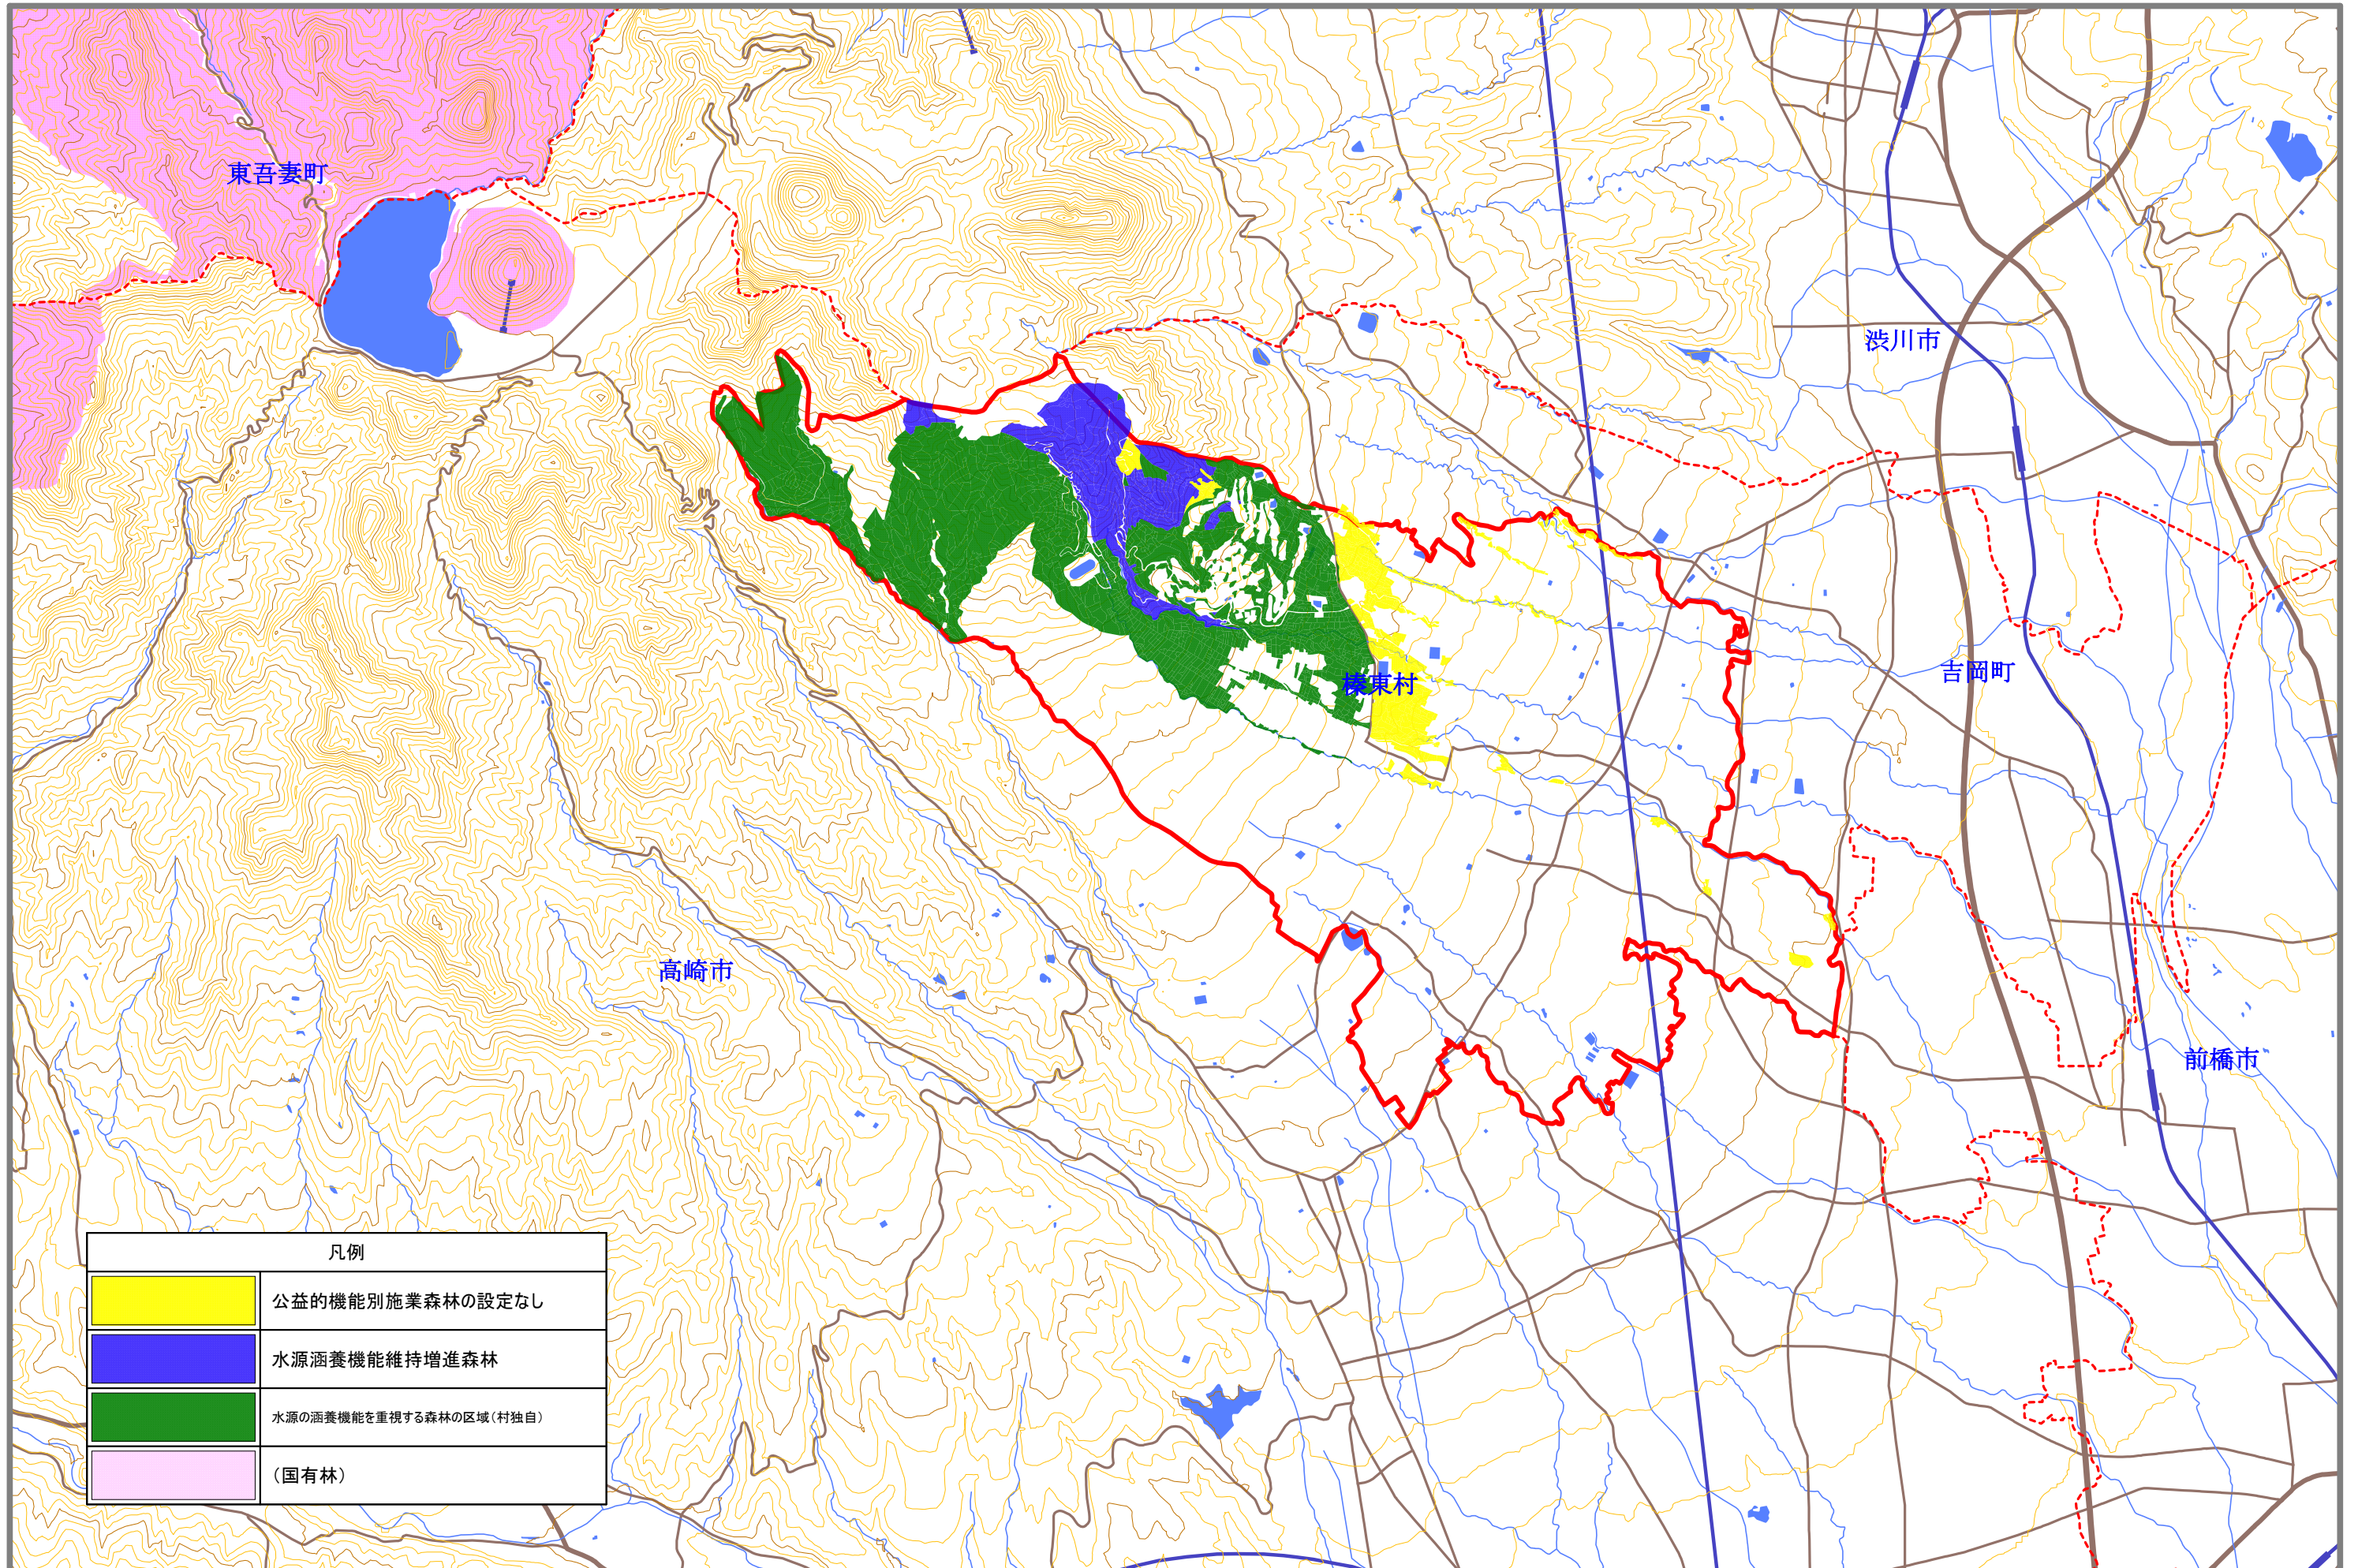 東吾妻町
渋川市
吉岡町
榛東村
高崎市
前橋市
凡例
公益的機能別施業森林の設定なし
水源涵養機能維持増進森林
水源の涵養機能を重視する森林の区域（村独自）
（国有林）